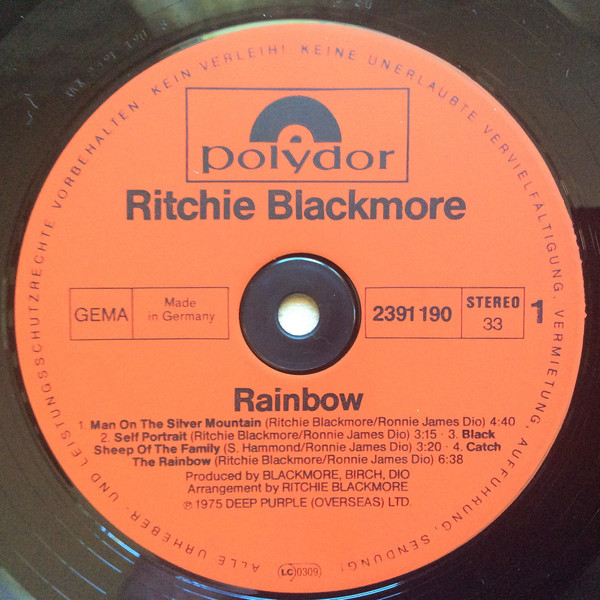 ALLE URHEBER- UND LEISTUNGSSCHUTZRECHTE VORBEHALTEN KEIN VERLEIH! KEINE UNERLAUBTE VERVIELFÄLTIGUNG, VERMIETUNG, AUFFÜHRUNG, SENDUNG!
polydor
Ritchie Blackmore
GEMA
Made
in Germany
2391 190
STEREO
33
1
Rainbow
1. Man On The Silver Mountain (Ritchie Blackmore/Ronnie James Dio) 4:40
2. Self Portrait (Ritchie Blackmore/Ronnie James Dio) 3:15 · 3. Black
Sheep Of The Family (S. Hammond/Ronnie James Dio) 3:20 · 4. Catch
The Rainbow (Ritchie Blackmore/Ronnie James Dio) 6:38
Produced by BLACKMORE, BIRCH, DIO
Arrangement by RITCHIE BLACKMORE
℗ 1975 DEEP PURPLE (OVERSEAS) LTD.
LC 0309